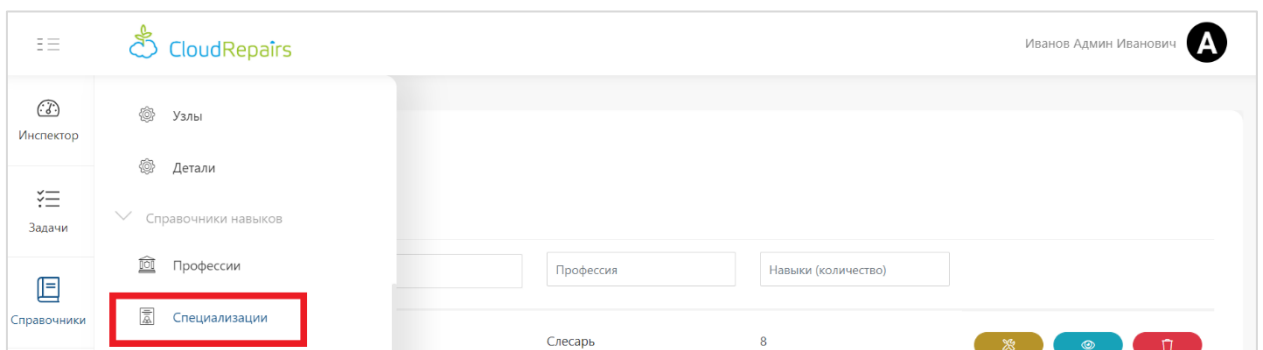 CloudRepairs
Иванов Админ Иванович
A
Инспектор
Задачи
Справочники
Узлы
Детали
Справочники навыков
Профессии
Специализации
Профессия
Навыки (количество)
Слесарь
8